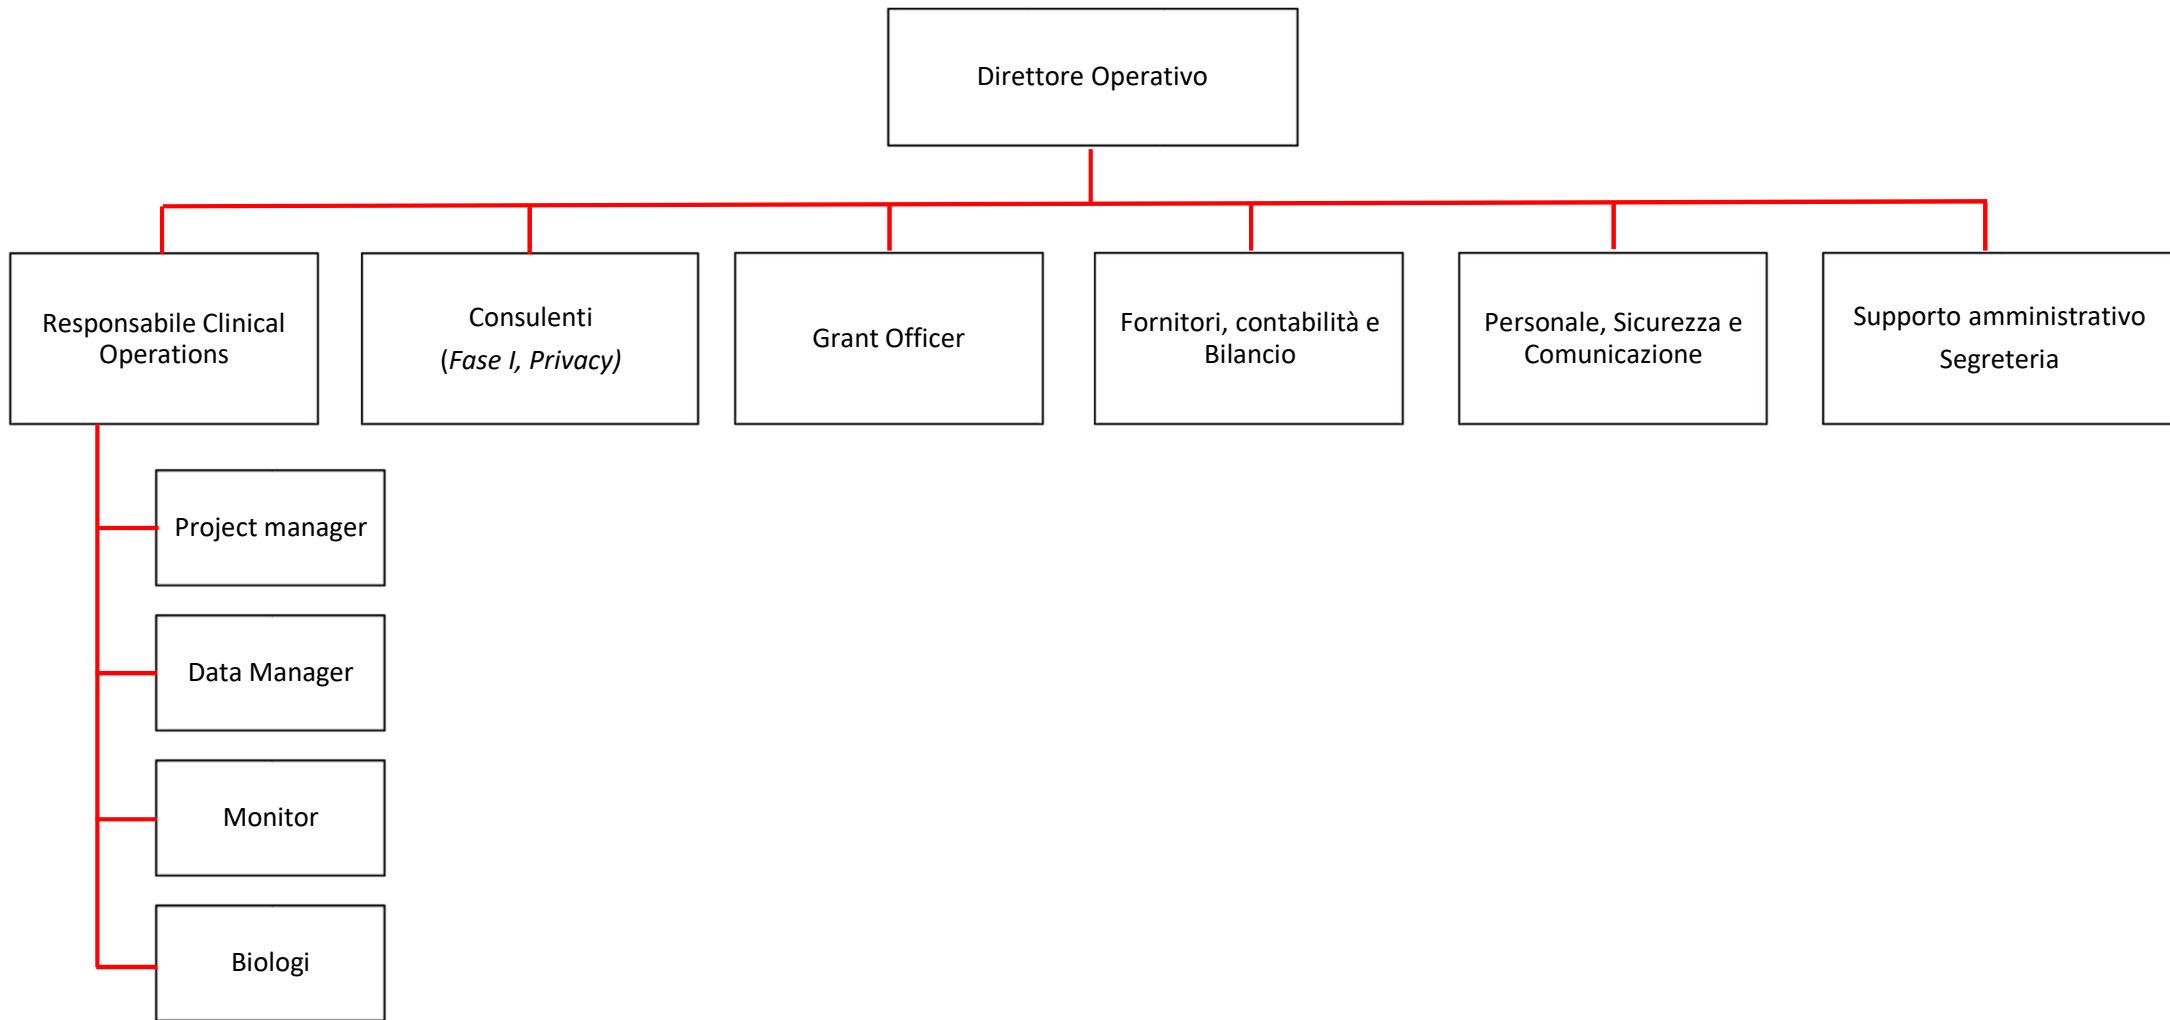 Direttore Operativo
Responsabile Clinical
Operations
Consulenti
(Fase I, Privacy)
Grant Officer
Fornitori, contabilità e
Bilancio
Personale, Sicurezza e
Comunicazione
Supporto amministrativo
Segreteria
Project manager
Data Manager
Monitor
Biologi